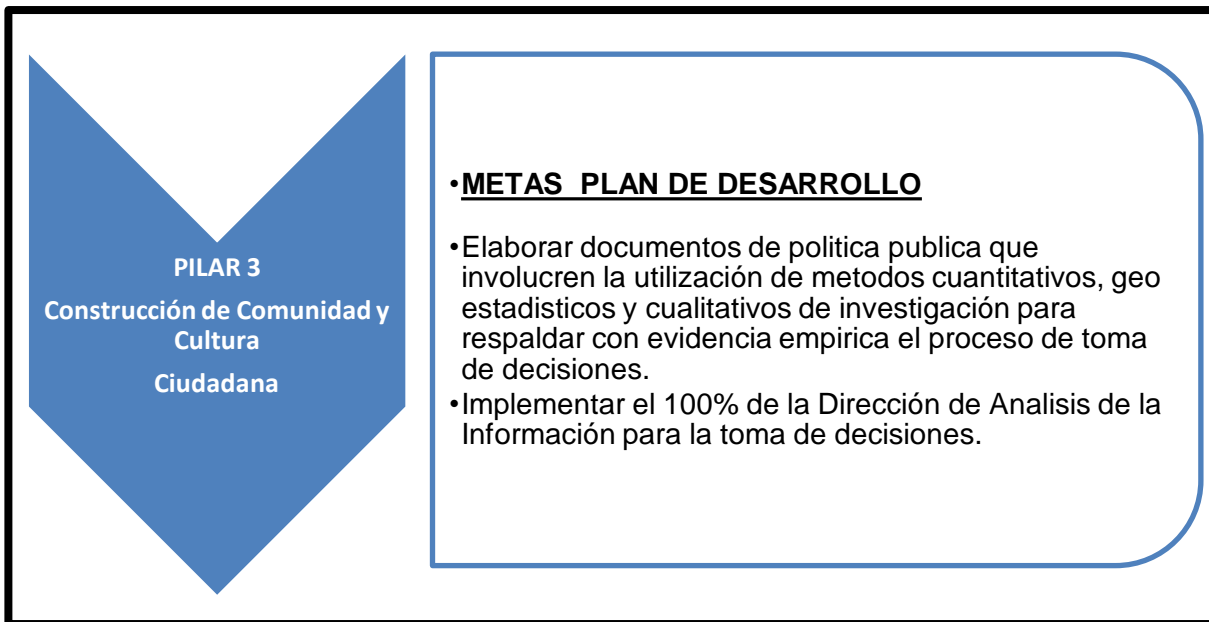 PILAR 3
Construcción de Comunidad y
Cultura
Ciudadana
•METAS PLAN DE DESARROLLO
•Elaborar documentos de politica publica que
involucren la utilización de metodos cuantitativos, geo
estadisticos y cualitativos de investigación para
respaldar con evidencia empirica el proceso de toma
de decisiones.
•Implementar el 100% de la Dirección de Analisis de la
Información para la toma de decisiones.